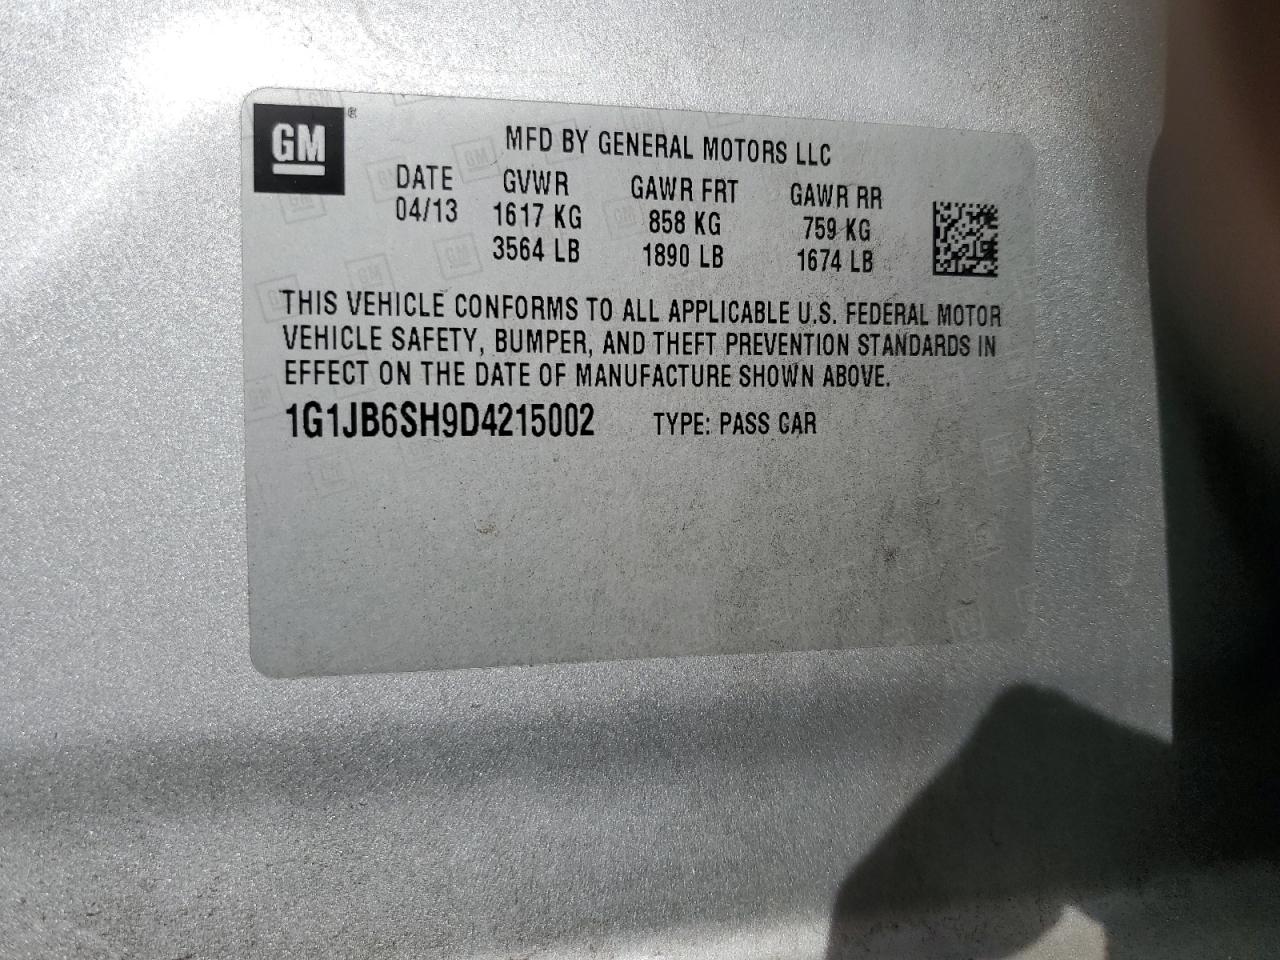 GM®
MFD BY GENERAL MOTORS LLC
DATE GVWR GAWR FRT GAWR RR
04/13 1617 KG 858 KG 759 KG
3564 LB 1890 LB 1674 LB
THIS VEHICLE CONFORMS TO ALL APPLICABLE U.S. FEDERAL MOTOR
VEHICLE SAFETY, BUMPER, AND THEFT PREVENTION STANDARDS IN
EFFECT ON THE DATE OF MANUFACTURE SHOWN ABOVE.
1G1JB6SH9D4215002 TYPE: PASS CAR